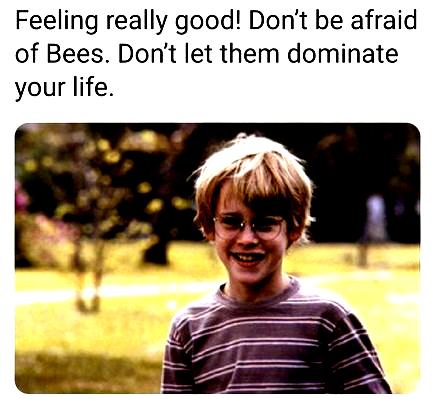 Feeling really good! Don't be afraid
of Bees. Don't let them dominate
your life.